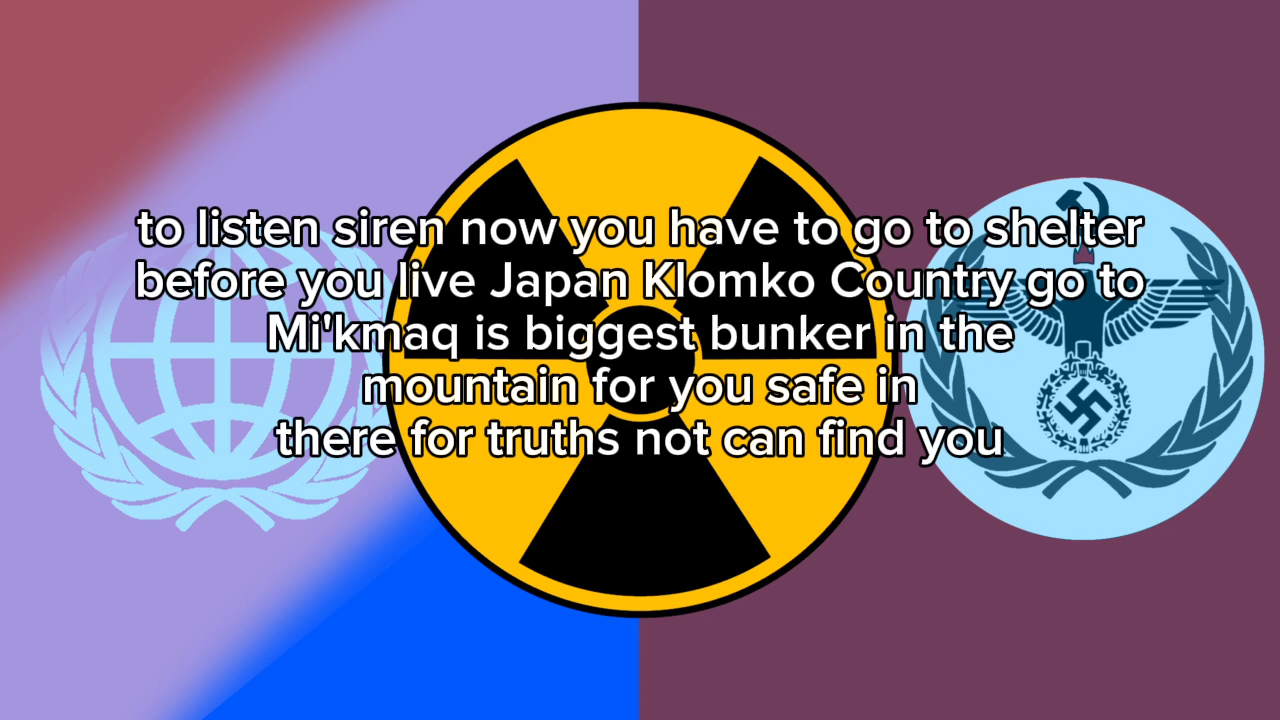 to listen siren now you have to go to shelter
before you live Japan Klomko Country go to
Mi'kmaq is biggest bunker in the
mountain for you safe in
there for truths not can find you